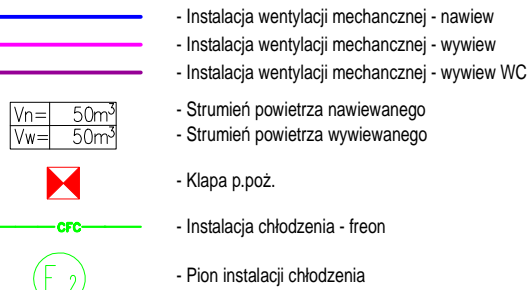 - Instalacja wentylacji mechancznej - nawiew
- Instalacja wentylacji mechancznej - wywiew
- Instalacja wentylacji mechancznej - wywiew WC
Vn= 50m³ - Strumień powietrza nawiewanego
Vw= 50m³ - Strumień powietrza wywiewanego
- Klapa p.poż.
CFC - Instalacja chłodzenia - freon
F 2 - Pion instalacji chłodzenia